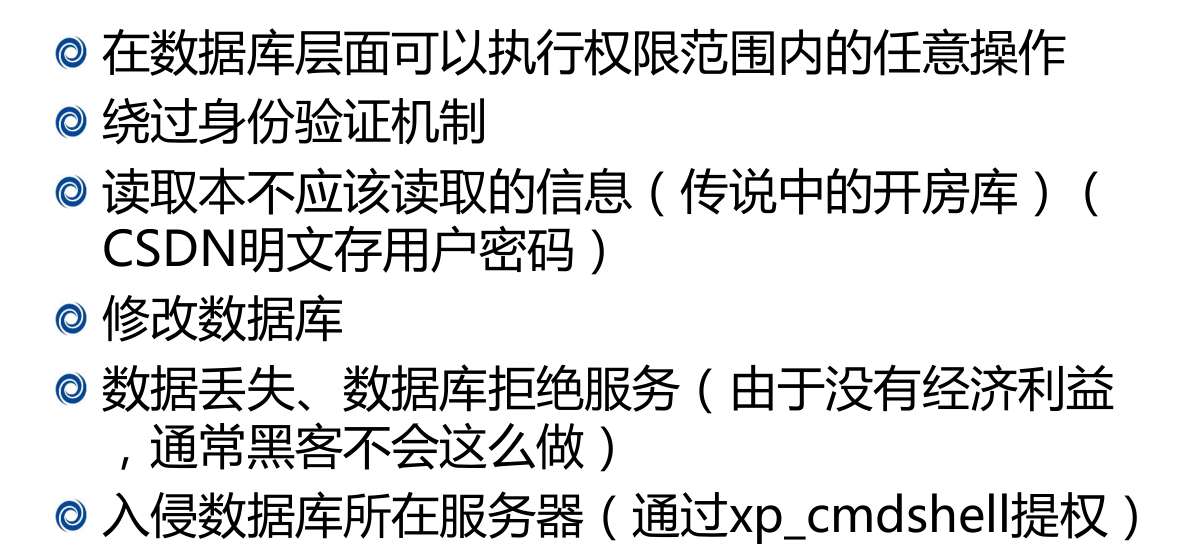 在数据库层面可以执行权限范围内的任意操作
绕过身份验证机制
读取本不应该读取的信息（传说中的开房库）（
CSDN明文存用户密码）
修改数据库
数据丢失、数据库拒绝服务（由于没有经济利益
，通常黑客不会这么做）
入侵数据库所在服务器（通过xp_cmdshell提权）